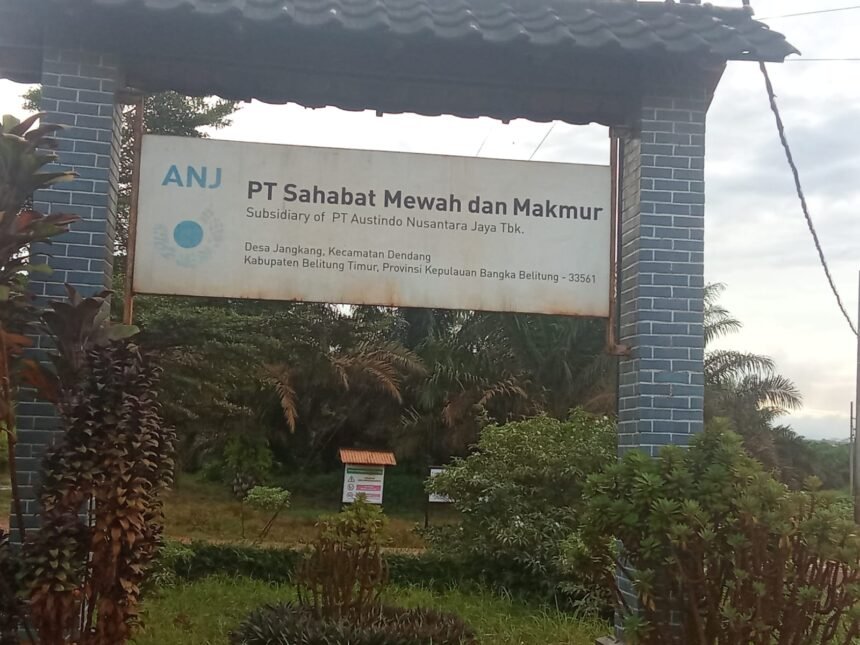 ANJ
PT Sahabat Mewah dan Makmur
Subsidiary of PT Austindo Nusantara Jaya Tbk.
Desa Jangkang, Kecamatan Dendang
Kabupaten Belitung Timur, Provinsi Kepulauan Bangka Belitung - 33561